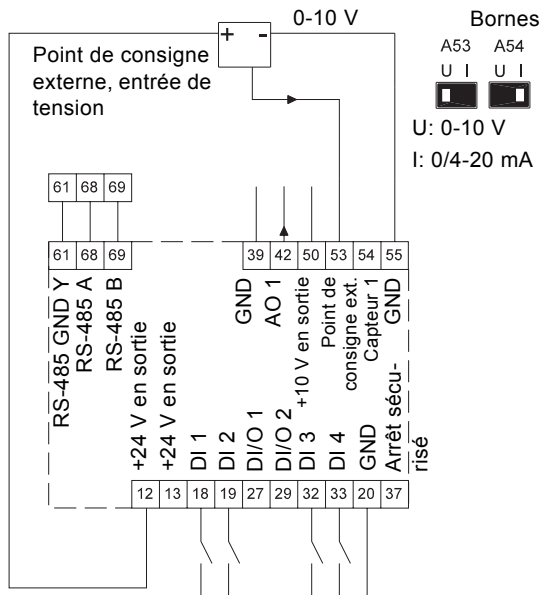 0-10 V
Bornes
A53 A54
U I U I
U: 0-10 V
I: 0/4-20 mA
+ -
Point de consigne
externe, entrée de
tension
61 68 69
61 68 69
39 42 50 53 54 55
RS-485 GND Y
RS-485 A
RS-485 B
GND
AO 1
+10 V en sortie
Point de
consigne ext.
Capteur 1
GND
+24 V en sortie
+24 V en sortie
DI 1
DI 2
DI/O 1
DI/O 2
DI 3
DI 4
GND
Arrêt sécu-
risé
12 13 18 19 27 29 32 33 20 37